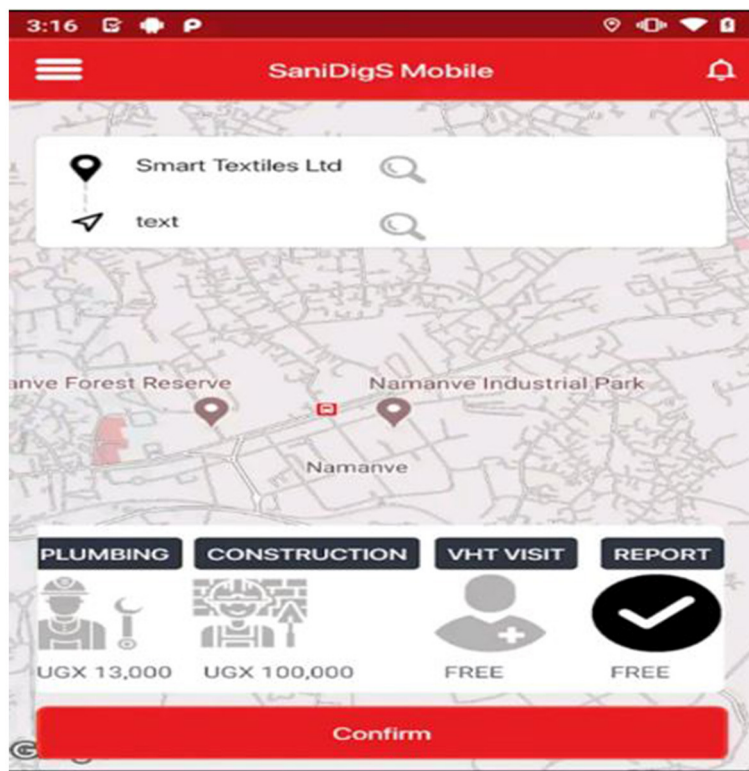 3:16
SaniDigS Mobile
Smart Textiles Ltd
text
anve Forest Reserve
Namanve Industrial Park
Namanve
PLUMBING CONSTRUCTION VHT VISIT REPORT
UGX 13,000 UGX 100,000 FREE FREE
Confirm